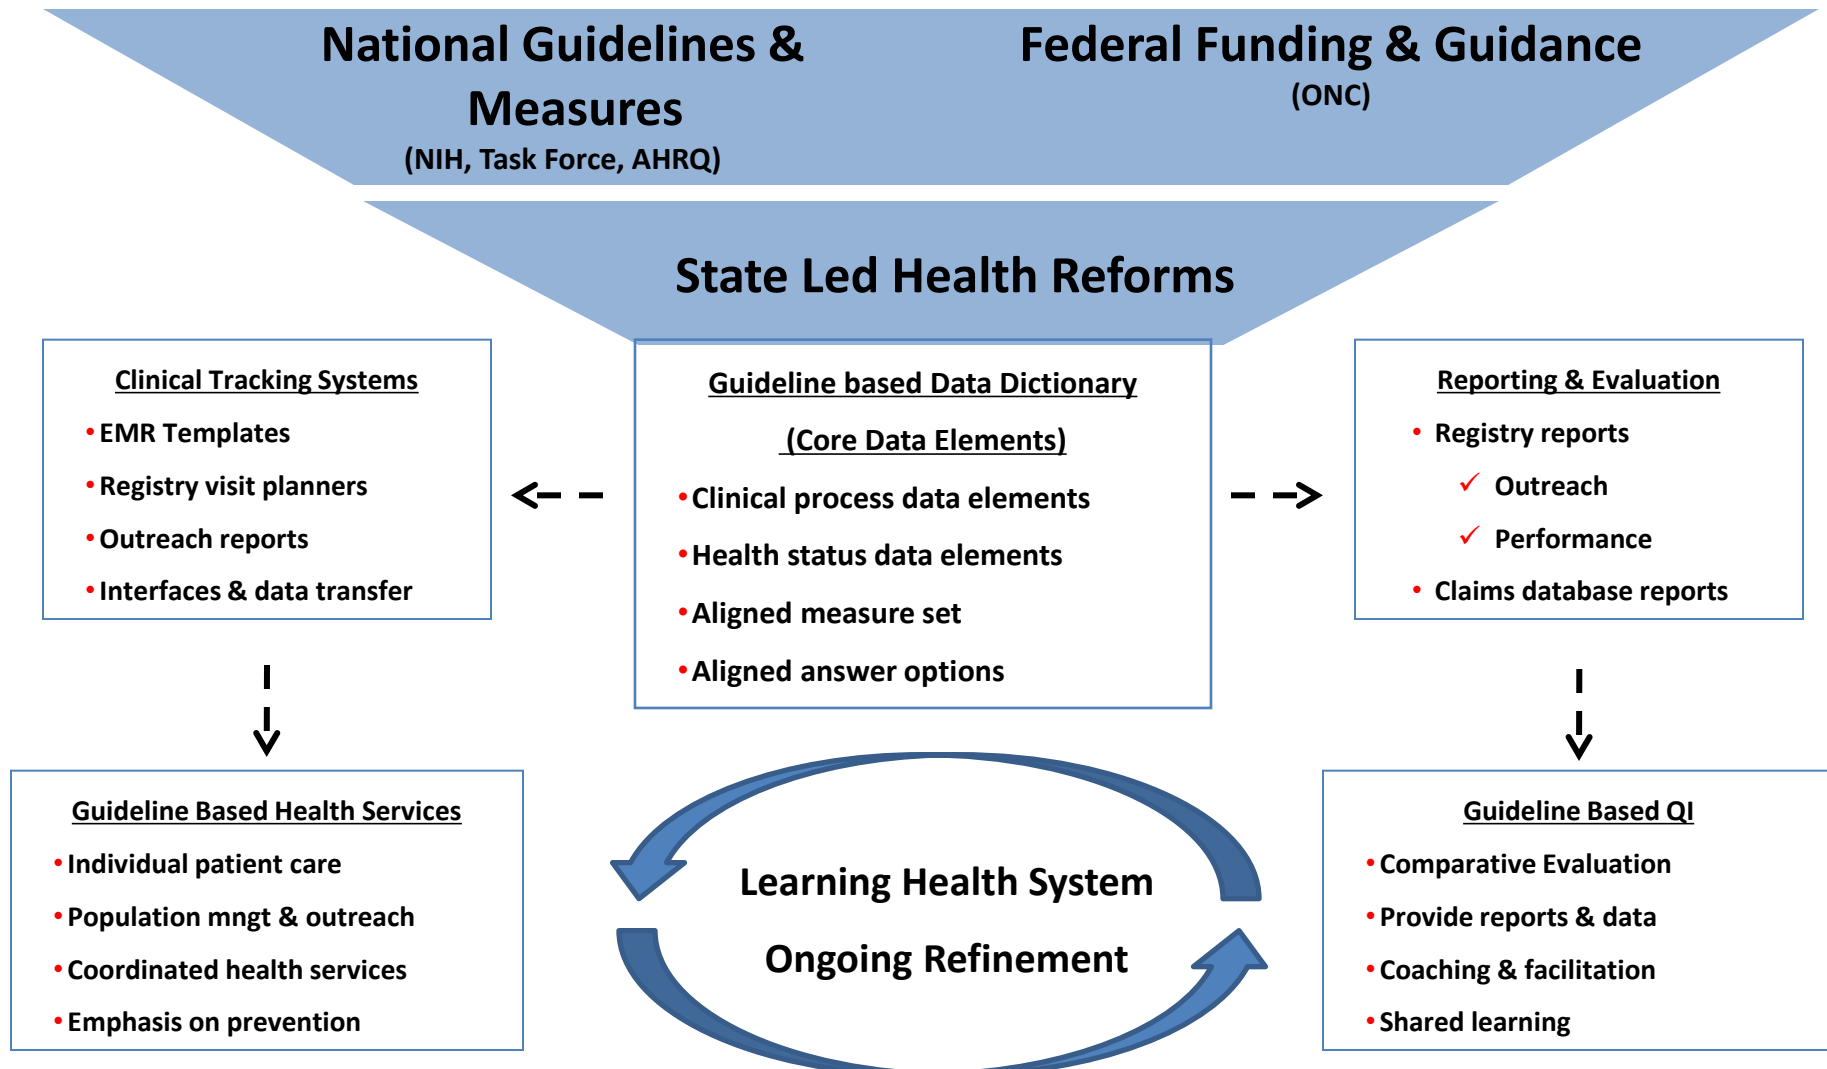 National Guidelines &
Measures
(NIH, Task Force, AHRQ)
Federal Funding & Guidance
(ONC)
State Led Health Reforms
Clinical Tracking Systems
• EMR Templates
• Registry visit planners
• Outreach reports
• Interfaces & data transfer
Guideline based Data Dictionary
(Core Data Elements)
• Clinical process data elements
• Health status data elements
• Aligned measure set
• Aligned answer options
Reporting & Evaluation
• Registry reports
✓ Outreach
✓ Performance
• Claims database reports
Guideline Based Health Services
• Individual patient care
• Population mngt & outreach
• Coordinated health services
• Emphasis on prevention
Learning Health System
Ongoing Refinement
Guideline Based QI
• Comparative Evaluation
• Provide reports & data
• Coaching & facilitation
• Shared learning